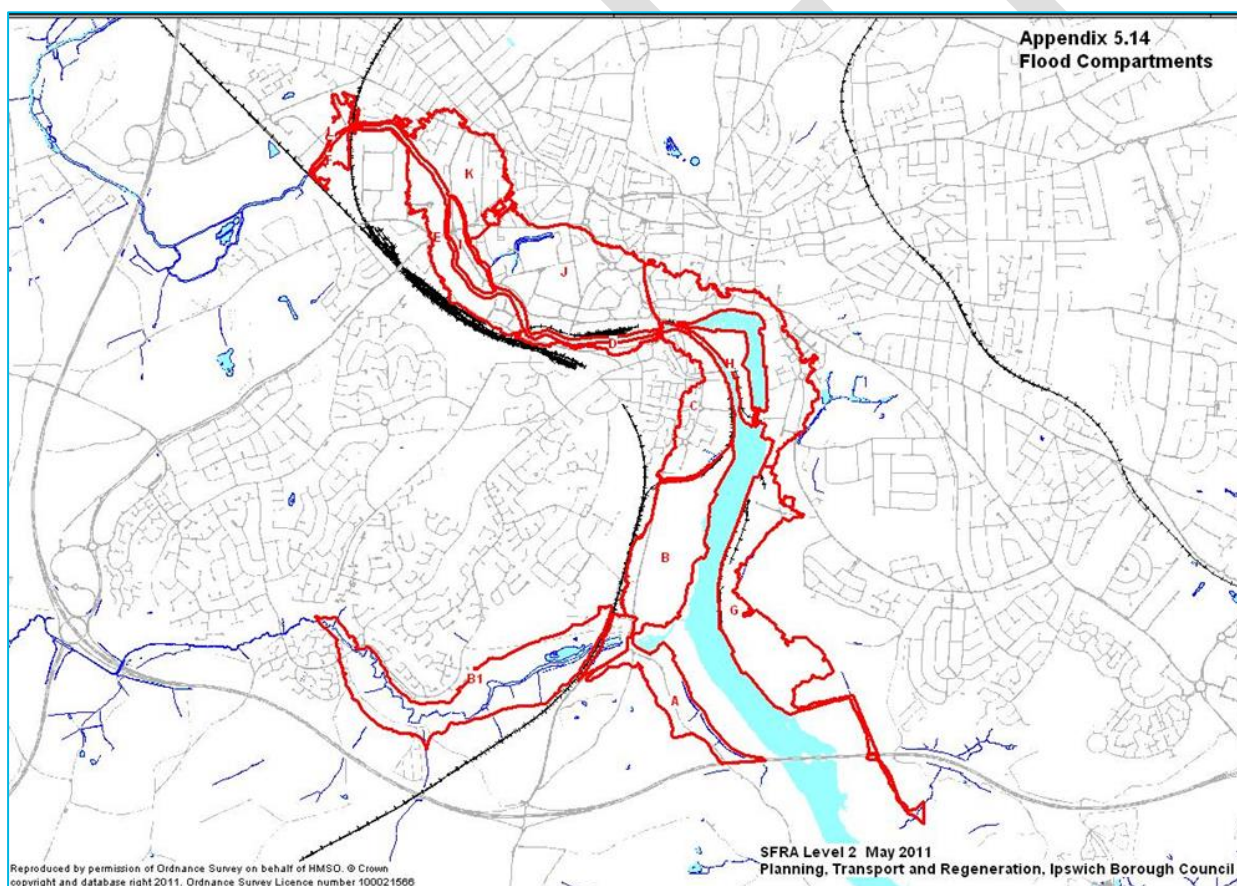 Appendix 5.14
Flood Compartments
L
F
K
E
I
J
D
H
C
B
G
B1
A
SFRA Level 2 May 2011
Planning, Transport and Regeneration, Ipswich Borough Council
Reproduced by permission of Ordnance Survey on behalf of HMSO. © Crown
copyright and database right 2011. Ordnance Survey Licence number 100021566